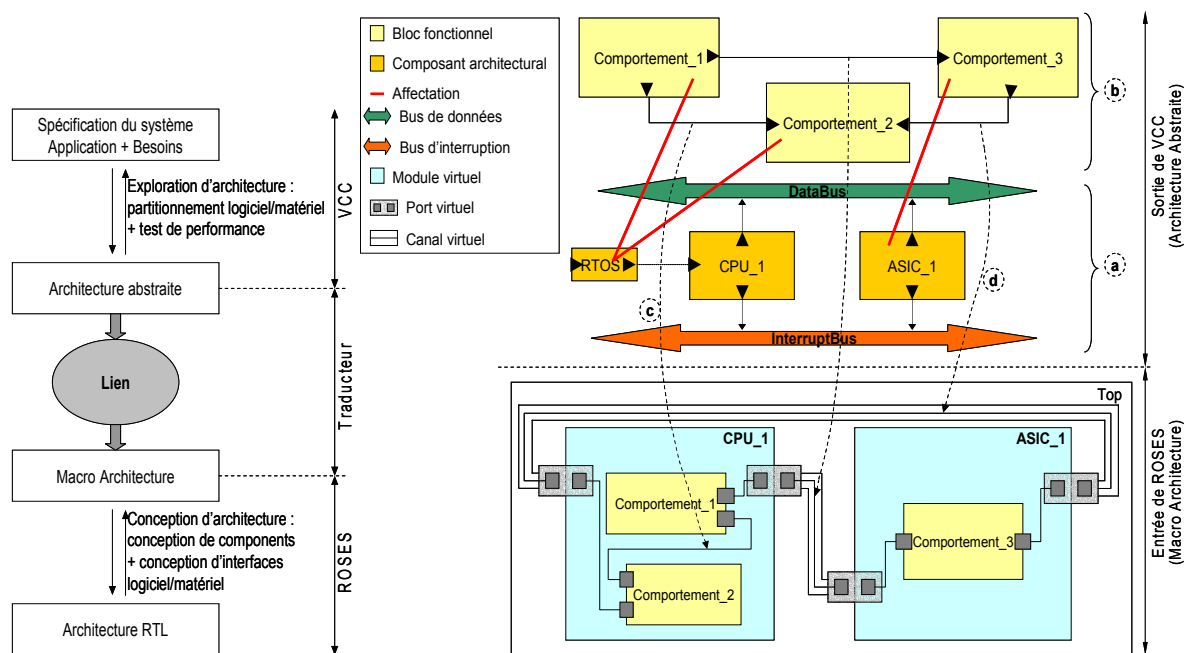 Spécification du système
Application + Besoins
Exploration d'architecture :
partitionnement logiciel/matériel
+ test de performance
Architecture abstraite
Lien
Macro Architecture
Conception d'architecture :
conception de components
+ conception d'interfaces
logiciel/matériel
Architecture RTL
VCC
Traducteur
ROSES
Bloc fonctionnel
Composant architectural
Affectation
Bus de données
Bus d'interruption
Module virtuel
Port virtuel
Canal virtuel
Comportement_1
Comportement_3
Comportement_2
DataBus
RTOS
CPU_1
ASIC_1
InterruptBus
b
a
c
d
Sortie de VCC
(Architecture Abstraite)
Top
CPU_1
ASIC_1
Comportement_1
Comportement_3
Comportement_2
Entrée de ROSES
(Macro Architecture)